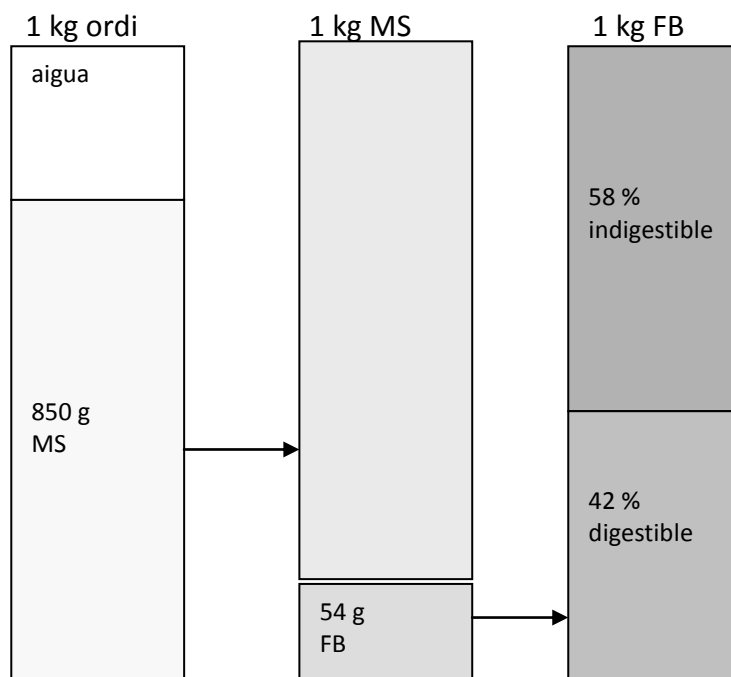 1 kg ordi
aigua
850 g
MS
1 kg MS
54 g
FB
1 kg FB
58 %
indigestible
42 %
digestible